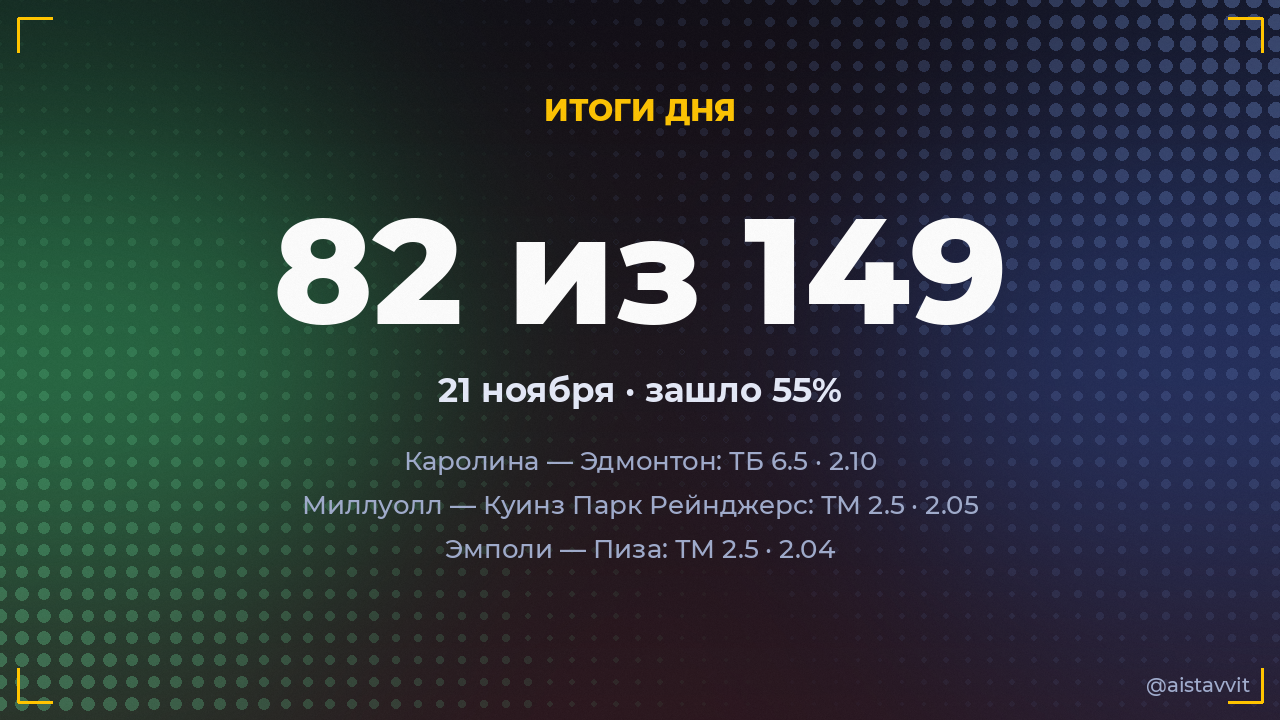 ИТОГИ ДНЯ
82 из 149
21 ноября · зашло 55%
Каролина — Эдмонтон: ТБ 6.5 · 2.10
Миллуолл — Куинз Парк Рейнджерс: ТМ 2.5 · 2.05
Эмполи — Пиза: ТМ 2.5 · 2.04
@aistavvit